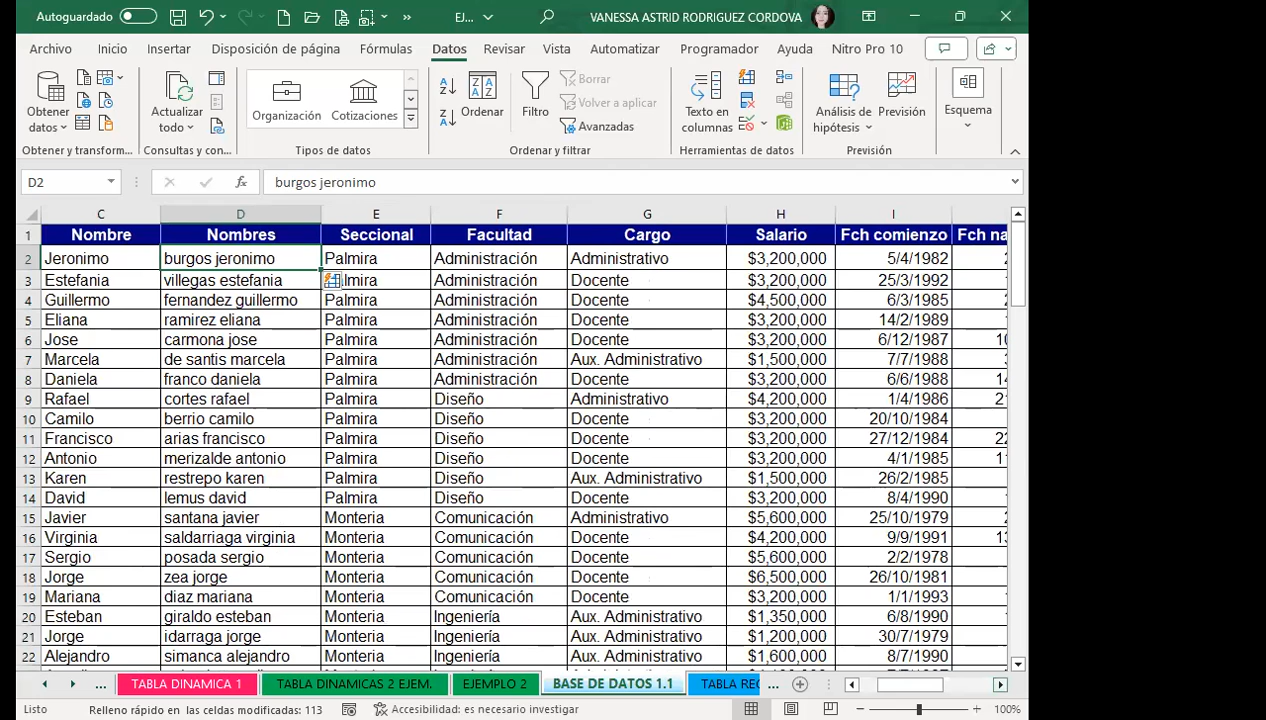 Autoguardado EJ... VANESSA ASTRID RODRIGUEZ CORDOVA
Archivo Inicio Insertar Disposición de página Fórmulas Datos Revisar Vista Automatizar Programador Ayuda Nitro Pro 10
Obtener datos Actualizar todo Organización Cotizaciones Ordenar Filtro Borrar Volver a aplicar Avanzadas Texto en columnas Análisis de hipótesis Previsión Esquema
Obtener y transform... Consultas y con... Tipos de datos Ordenar y filtrar Herramientas de datos Previsión
D2 fx burgos jeronimo
C D E F G H I
1 Nombre Nombres Seccional Facultad Cargo Salario Fch comienzo Fch na
2 Jeronimo burgos jeronimo Palmira Administración Administrativo $3,200,000 5/4/1982
3 Estefania villegas estefania lmira Administración Docente $3,200,000 25/3/1992
4 Guillermo fernandez guillermo Palmira Administración Docente $4,500,000 6/3/1985
5 Eliana ramirez eliana Palmira Administración Docente $3,200,000 14/2/1989
6 Jose carmona jose Palmira Administración Docente $3,200,000 6/12/1987 10
7 Marcela de santis marcela Palmira Administración Aux. Administrativo $1,500,000 7/7/1988
8 Daniela franco daniela Palmira Administración Docente $3,200,000 6/6/1988 14
9 Rafael cortes rafael Palmira Diseño Administrativo $4,200,000 1/4/1986 21
10 Camilo berrio camilo Palmira Diseño Docente $3,200,000 20/10/1984
11 Francisco arias francisco Palmira Diseño Docente $3,200,000 27/12/1984 22
12 Antonio merizalde antonio Palmira Diseño Docente $3,200,000 4/1/1985 11
13 Karen restrepo karen Palmira Diseño Aux. Administrativo $1,500,000 26/2/1985
14 David lemus david Palmira Diseño Docente $3,200,000 8/4/1990
15 Javier santana javier Monteria Comunicación Administrativo $5,600,000 25/10/1979
16 Virginia saldarriaga virginia Monteria Comunicación Docente $4,200,000 9/9/1991 13
17 Sergio posada sergio Monteria Comunicación Docente $5,600,000 2/2/1978
18 Jorge zea jorge Monteria Comunicación Docente $6,500,000 26/10/1981
19 Mariana diaz mariana Monteria Comunicación Docente $3,200,000 1/1/1993
20 Esteban giraldo esteban Monteria Ingeniería Aux. Administrativo $1,350,000 6/8/1990
21 Jorge idarraga jorge Monteria Ingeniería Aux. Administrativo $1,200,000 30/7/1979
22 Alejandro simanca alejandro Monteria Ingeniería Aux. Administrativo $1,600,000 8/7/1990
... TABLA DINAMICA 1 TABLA DINAMICAS 2 EJEM. EJEMPLO 2 BASE DE DATOS 1.1 TABLA REC ...
Listo Relleno rápido en las celdas modificadas: 113 Accesibilidad: es necesario investigar 100%